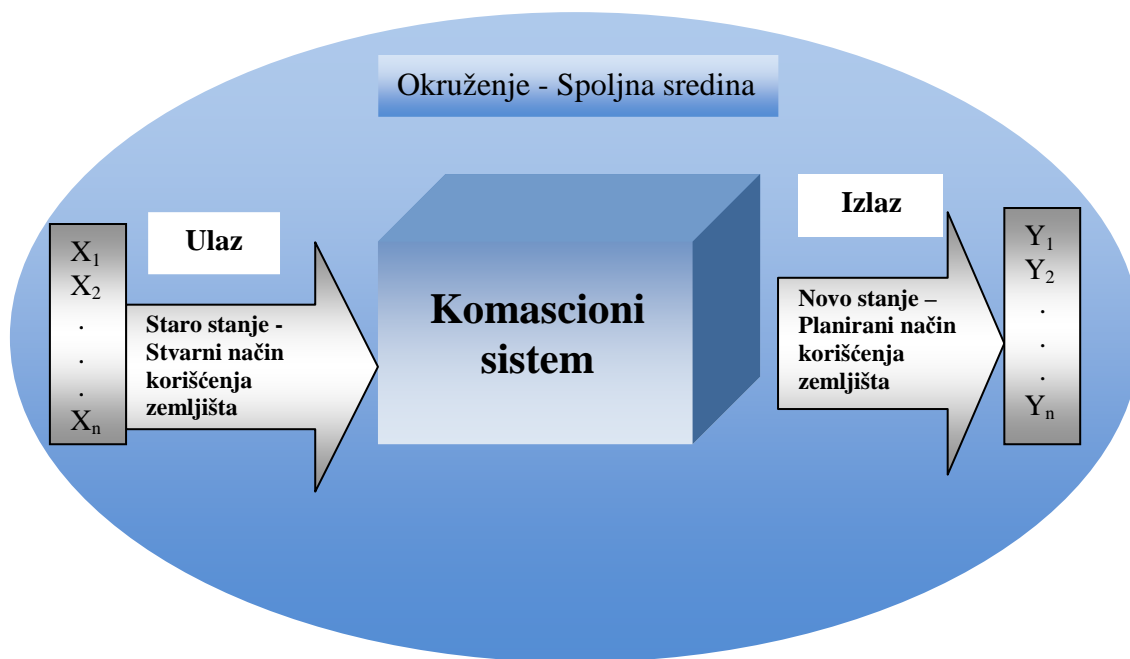 Okruženje - Spoljna sredina
Ulaz
X1
X2
.
.
.
Xn
Staro stanje -
Stvarni način
korišćenja
zemljišta
Komascioni
sistem
Izlaz
Novo stanje –
Planirani način
korišćenja
zemljišta
Y1
Y2
.
.
.
Yn